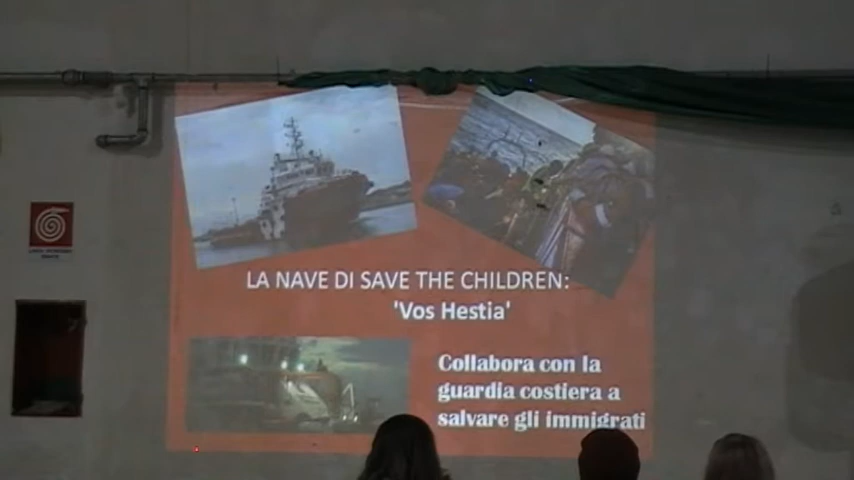 LA NAVE DI SAVE THE CHILDREN:
'Vos Hestia'
Collabora con la
guardia costiera a
salvare gli immigrati